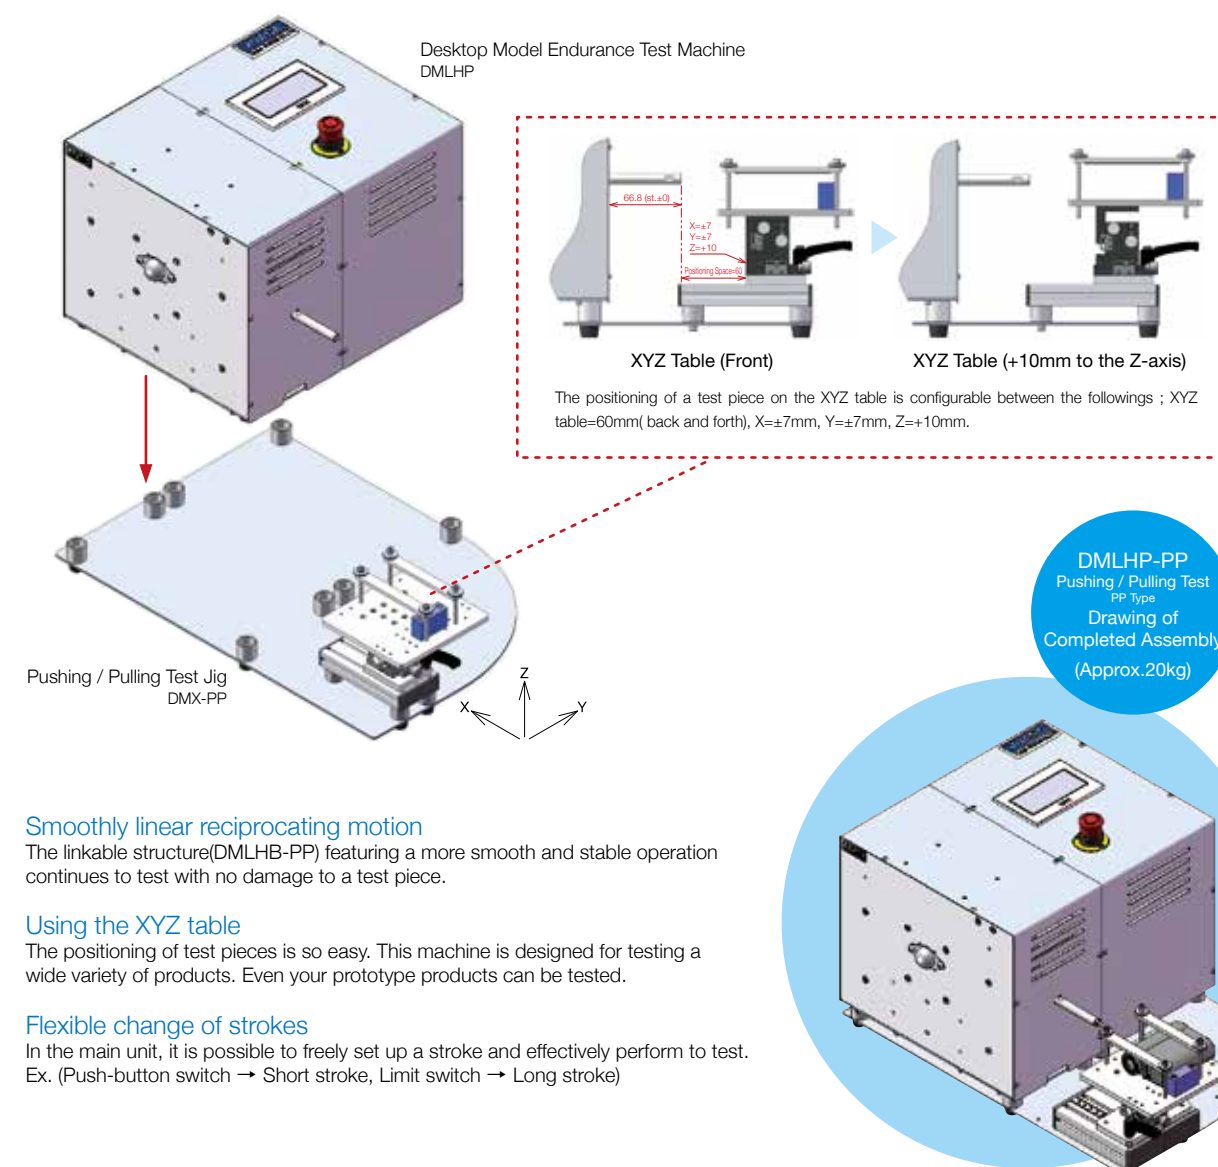 Desktop Model Endurance Test Machine
DMLHP
66.8 (st.±0)
X=±7
Y=±7
Z=+10
Positioning Space=60
XYZ Table (Front)
XYZ Table (+10mm to the Z-axis)
The positioning of a test piece on the XYZ table is configurable between the followings ; XYZ
table=60mm( back and forth), X=±7mm, Y=±7mm, Z=+10mm.
DMLHP-PP
Pushing / Pulling Test
PP Type
Drawing of
Completed Assembly
(Approx.20kg)
Pushing / Pulling Test Jig
DMX-PP
Z
X
Y
Smoothly linear reciprocating motion
The linkable structure(DMLHB-PP) featuring a more smooth and stable operation
continues to test with no damage to a test piece.
Using the XYZ table
The positioning of test pieces is so easy. This machine is designed for testing a
wide variety of products. Even your prototype products can be tested.
Flexible change of strokes
In the main unit, it is possible to freely set up a stroke and effectively perform to test.
Ex. (Push-button switch → Short stroke, Limit switch → Long stroke)